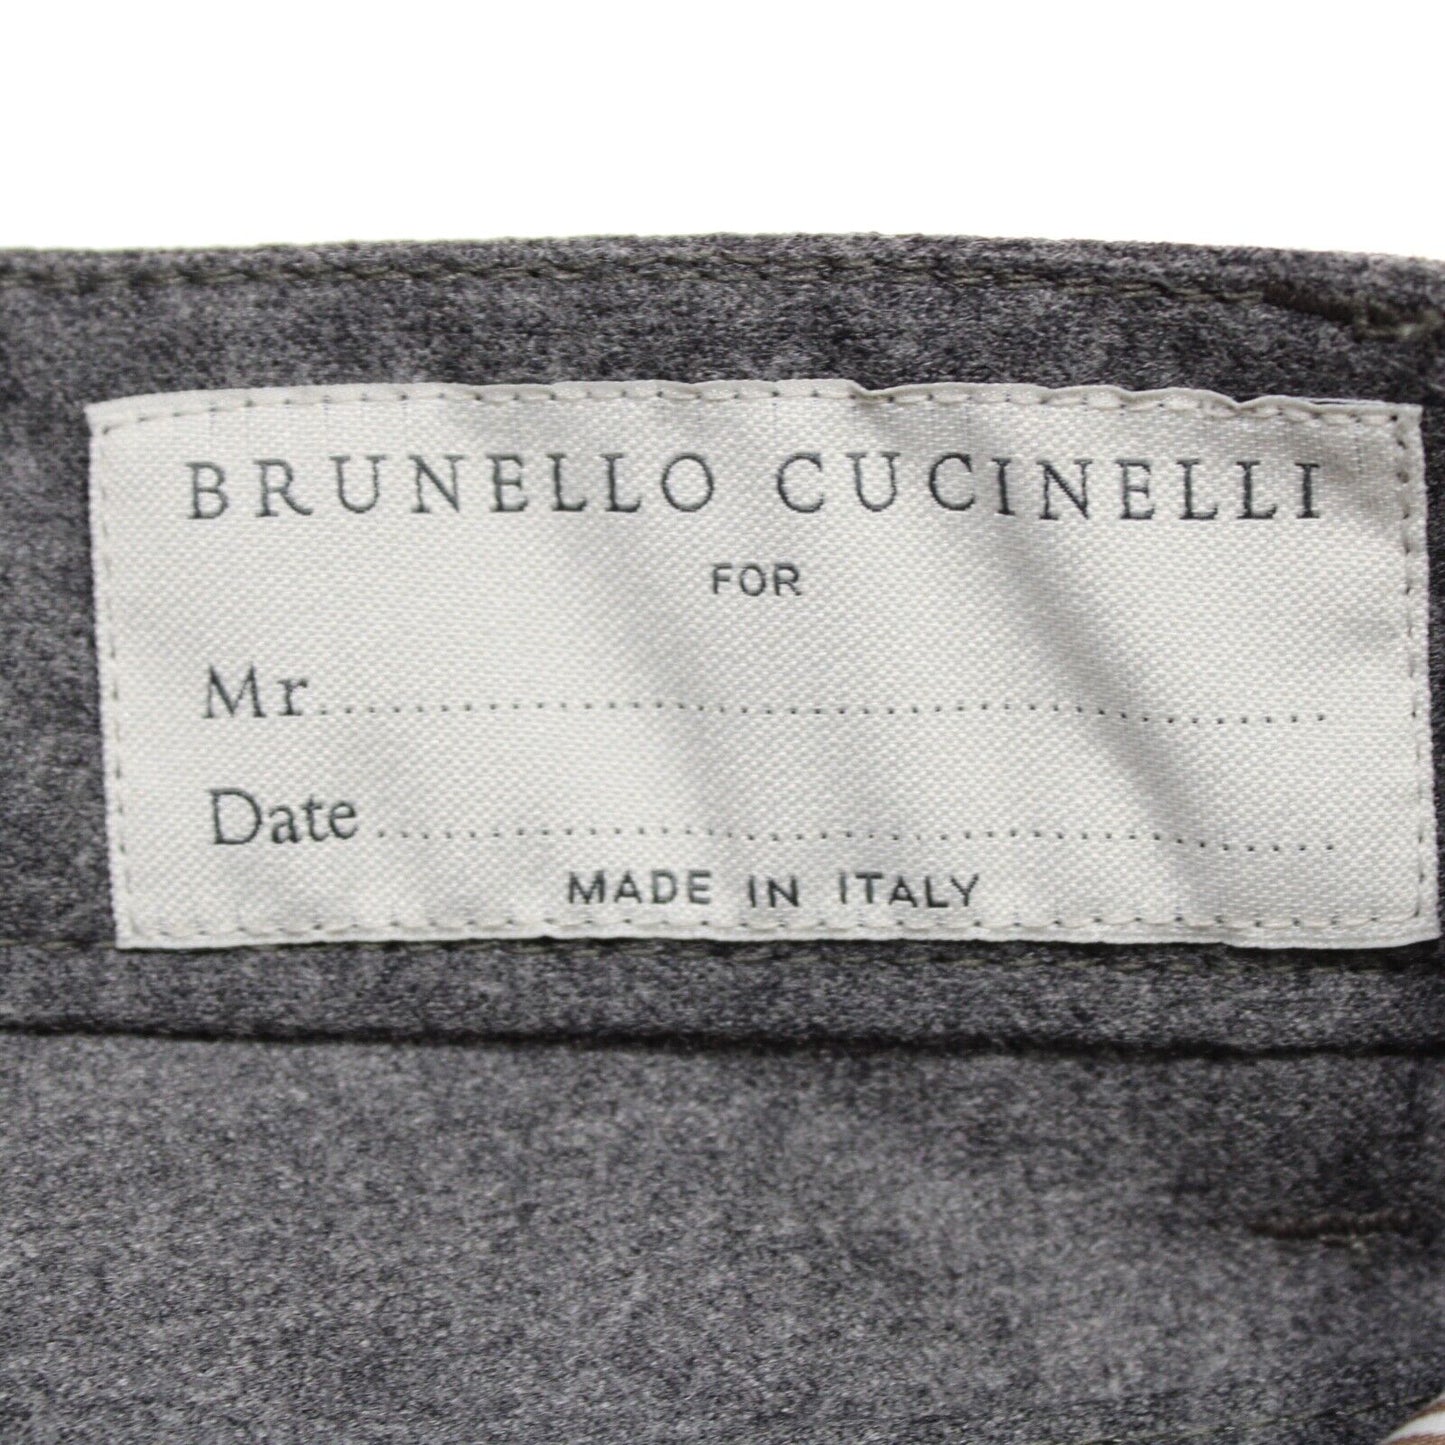 BRUNELLO CUCINELLI
FOR
Mr...............................................
Date...............................................
MADE IN ITALY